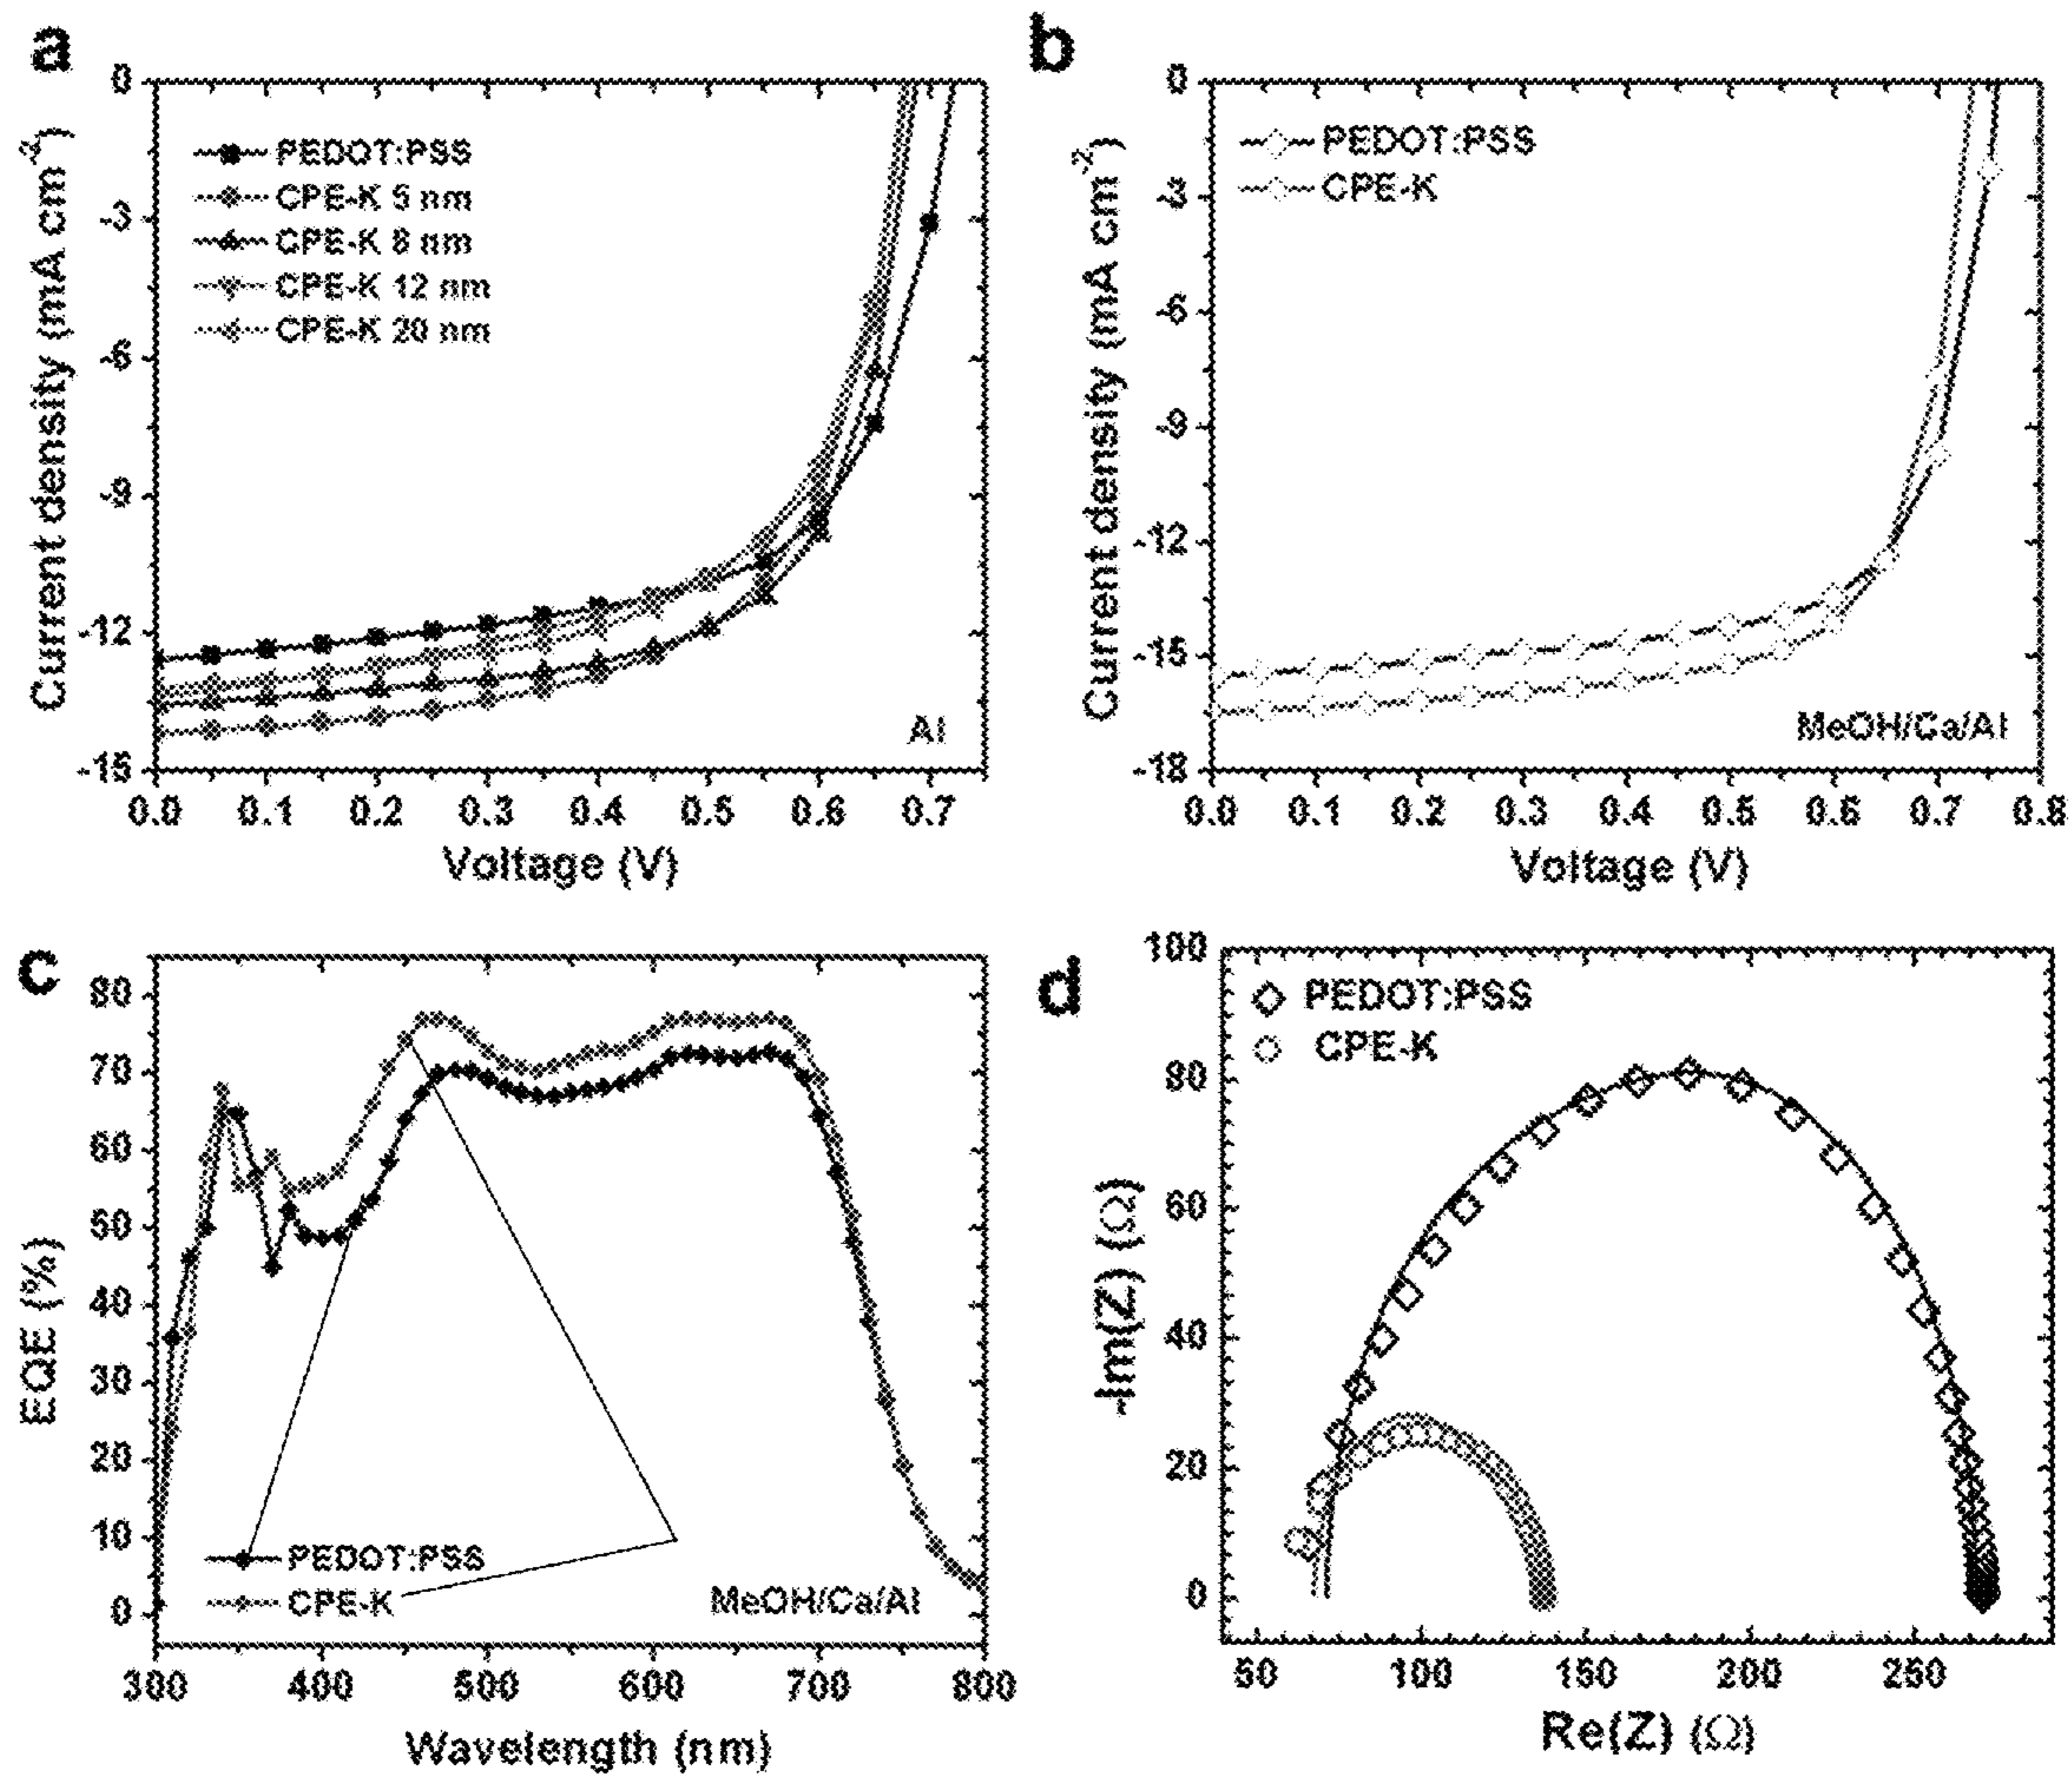 a
0
-3
-6
-9
-12
-15
Current density (mA cm-2)
PEDOT:PSS
CPE-K 5 nm
CPE-K 8 nm
CPE-K 12 nm
CPE-K 20 nm
Al
0.0 0.1 0.2 0.3 0.4 0.5 0.6 0.7
Voltage (V)
b
0
-3
-6
-9
-12
-15
-18
Current density (mA cm-2)
PEDOT:PSS
CPE-K
MeOH/Ca/Al
0.0 0.1 0.2 0.3 0.4 0.5 0.6 0.7 0.8
Voltage (V)
c
80
70
60
50
40
30
20
10
0
EQE (%)
PEDOT:PSS
CPE-K
MeOH/Ca/Al
300 400 500 600 700 800
Wavelength (nm)
d
100
80
60
40
20
0
-Im(Z) (Ω)
PEDOT:PSS
CPE-K
50 100 150 200 250
Re(Z) (Ω)